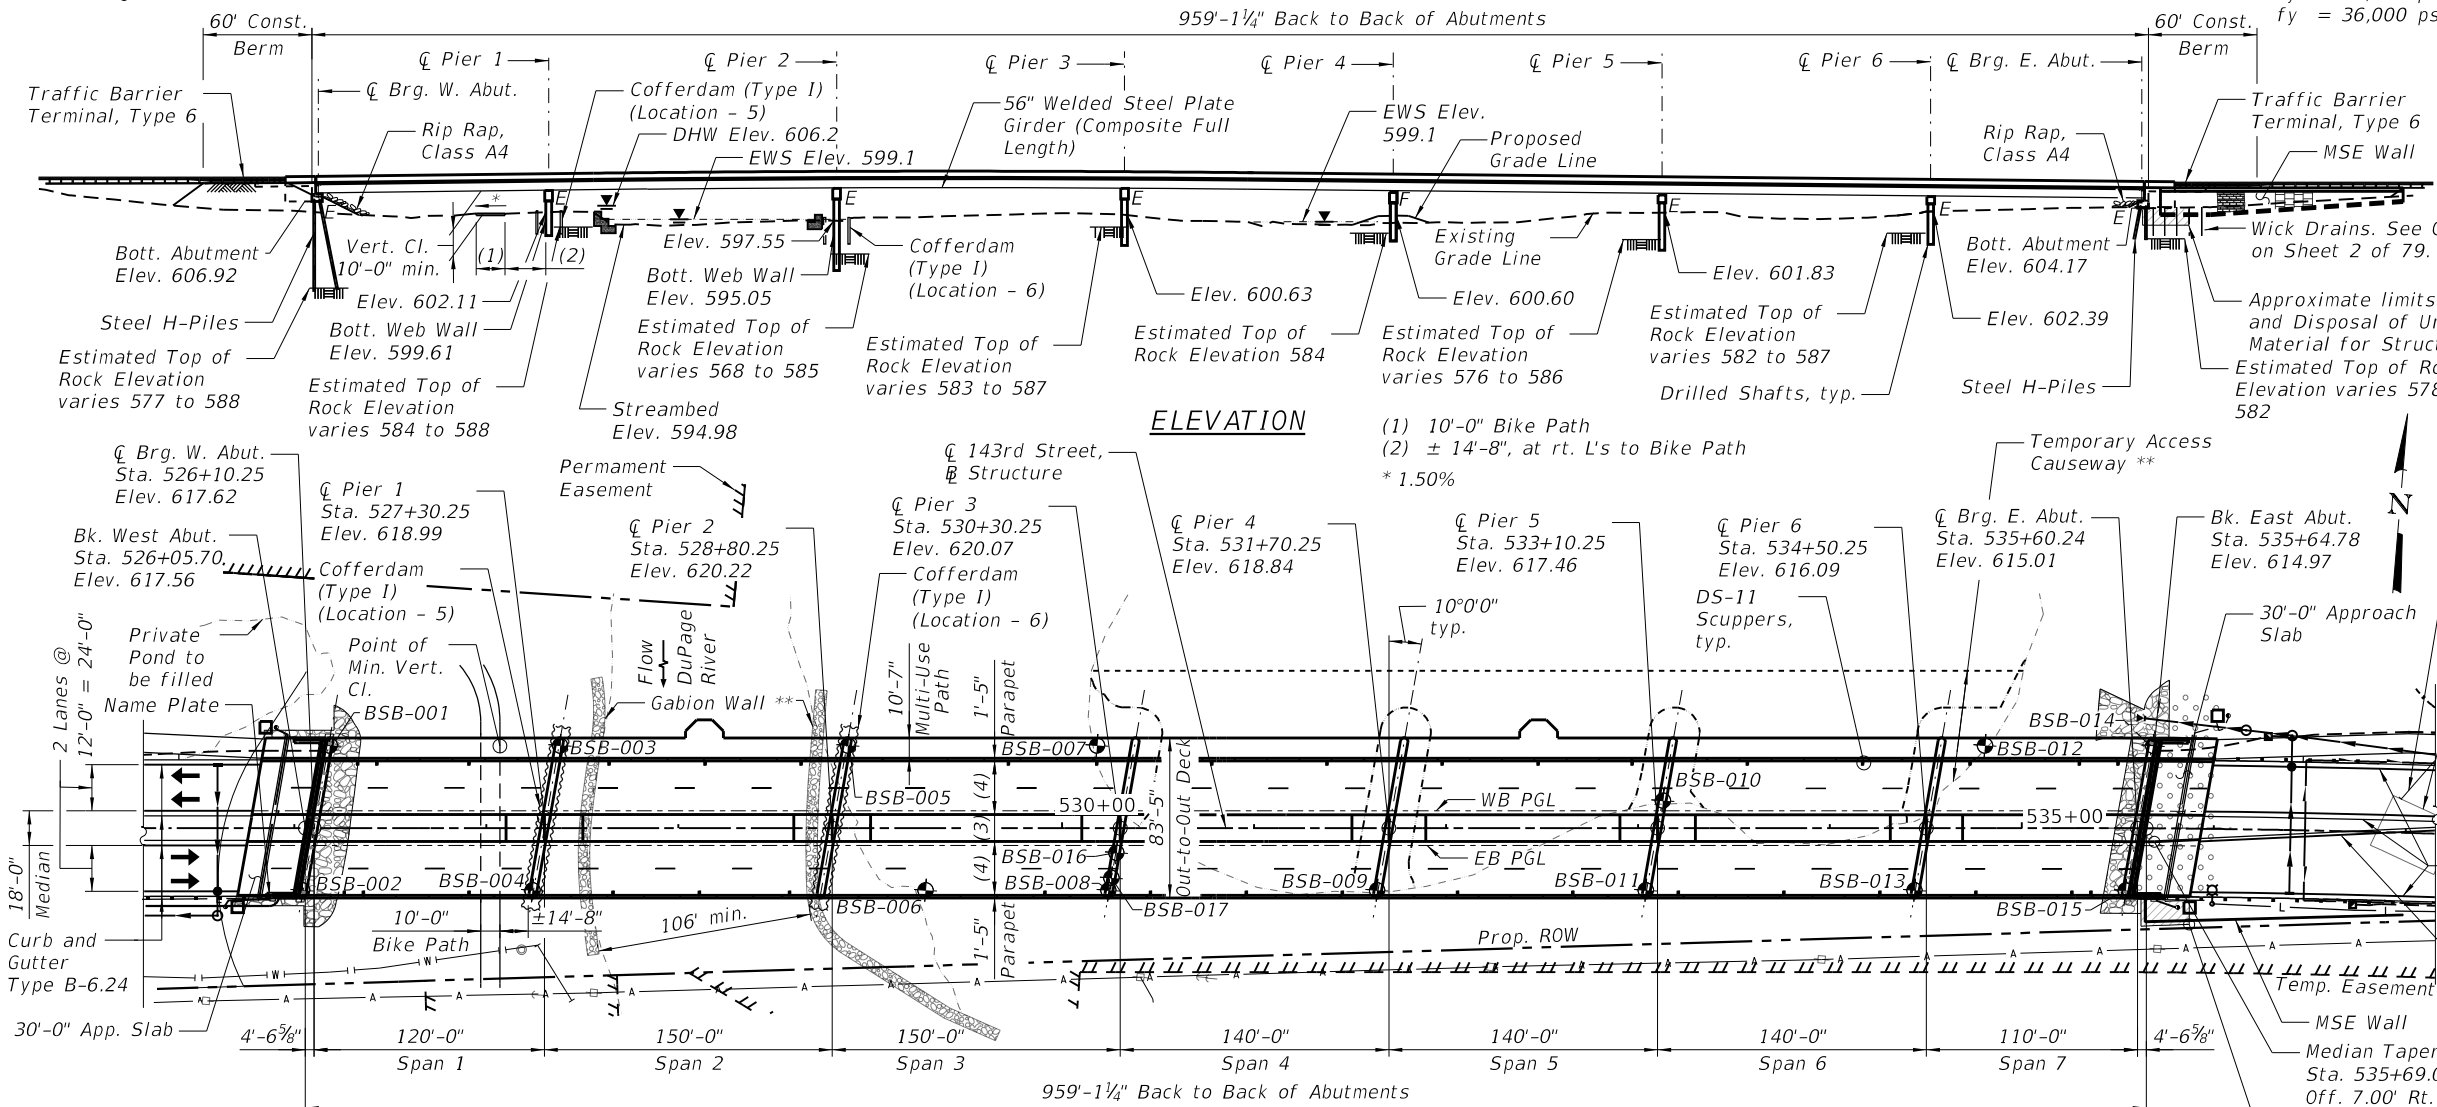 959'-1¼" Back to Back of Abutments
fy = 36,000 ps
60' Const.
Berm
60' Const.
Berm
℄ Pier 1
℄ Pier 2
℄ Pier 3
℄ Pier 4
℄ Pier 5
℄ Pier 6
℄ Brg. E. Abut.
℄ Brg. W. Abut.
Traffic Barrier
Terminal, Type 6
Rip Rap,
Class A4
Cofferdam (Type I)
(Location - 5)
DHW Elev. 606.2
EWS Elev. 599.1
56" Welded Steel Plate
Girder (Composite Full
Length)
EWS Elev.
599.1
Proposed
Grade Line
Rip Rap,
Class A4
Traffic Barrier
Terminal, Type 6
MSE Wall
E
*
E
E
E
F
E
E
E
Bott. Abutment
Elev. 606.92
Vert. Cl.
10'-0" min.
(1)
(2)
Elev. 602.11
Bott. Web Wall
Elev. 599.61
Elev. 597.55
Bott. Web Wall
Elev. 595.05
Cofferdam
(Type I)
(Location - 6)
Elev. 600.63
Existing
Grade Line
Elev. 600.60
Elev. 601.83
Bott. Abutment
Elev. 604.17
Elev. 602.39
Wick Drains. See
on Sheet 2 of 79.
Approximate limits
and Disposal of Un
Material for Struct
Estimated Top of Ro
Elevation varies 578
582
Steel H-Piles
Estimated Top of
Rock Elevation
varies 577 to 588
Estimated Top of
Rock Elevation
varies 584 to 588
Estimated Top of
Rock Elevation
varies 568 to 585
Streambed
Elev. 594.98
Estimated Top of
Rock Elevation
varies 583 to 587
Estimated Top of
Rock Elevation 584
Estimated Top of
Rock Elevation
varies 576 to 586
Estimated Top of
Rock Elevation
varies 582 to 587
Drilled Shafts, typ.
Steel H-Piles
ELEVATION
(1) 10'-0" Bike Path
(2) ± 14'-8", at rt. L's to Bike Path
* 1.50%
℄ Brg. W. Abut.
Sta. 526+10.25
Elev. 617.62
℄ Pier 1
Sta. 527+30.25
Elev. 618.99
Permament
Easement
℄ Pier 2
Sta. 528+80.25
Elev. 620.22
℄ 143rd Street,
B Structure
℄ Pier 3
Sta. 530+30.25
Elev. 620.07
℄ Pier 4
Sta. 531+70.25
Elev. 618.84
℄ Pier 5
Sta. 533+10.25
Elev. 617.46
℄ Pier 6
Sta. 534+50.25
Elev. 616.09
Temporary Access
Causeway **
℄ Brg. E. Abut.
Sta. 535+60.24
Elev. 615.01
Bk. East Abut.
Sta. 535+64.78
Elev. 614.97
N
Bk. West Abut.
Sta. 526+05.70
Elev. 617.56
Cofferdam
(Type I)
(Location - 5)
Cofferdam
(Type I)
(Location - 6)
10°0'0"
typ.
DS-11
Scuppers,
typ.
30'-0" Approach
Slab
2 Lanes @
12'-0" = 24'-0"
Private
Pond to
be filled
Name Plate
Point of
Min. Vert.
Cl.
Flow
DuPage
River
Gabion Wall **
10'-7"
Multi-Use
Path
1'-5"
Parapet
BSB-001
BSB-003
BSB-007
BSB-014
BSB-012
BSB-010
BSB-005
(4)
530+00
WB PGL
535+00
(3)
83'-5"
Out-to-Out Deck
EB PGL
BSB-016
(4)
18'-0"
Median
BSB-002
BSB-004
BSB-006
BSB-008
BSB-017
BSB-009
BSB-011
BSB-013
BSB-015
Curb and
Gutter
Type B-6.24
10'-0"
Bike Path
±14'-8"
106' min.
1'-5"
Parapet
Prop. ROW
W
W
A A A A A A A A A A A A A A
L
Temp. Easement
MSE Wall
30'-0" App. Slab
4'-6⅝"
120'-0"
Span 1
150'-0"
Span 2
150'-0"
Span 3
140'-0"
Span 4
140'-0"
Span 5
140'-0"
Span 6
110'-0"
Span 7
4'-6⅝"
Median Taper
Sta. 535+69.0
Off. 7.00' Rt.
959'-1¼" Back to Back of Abutments